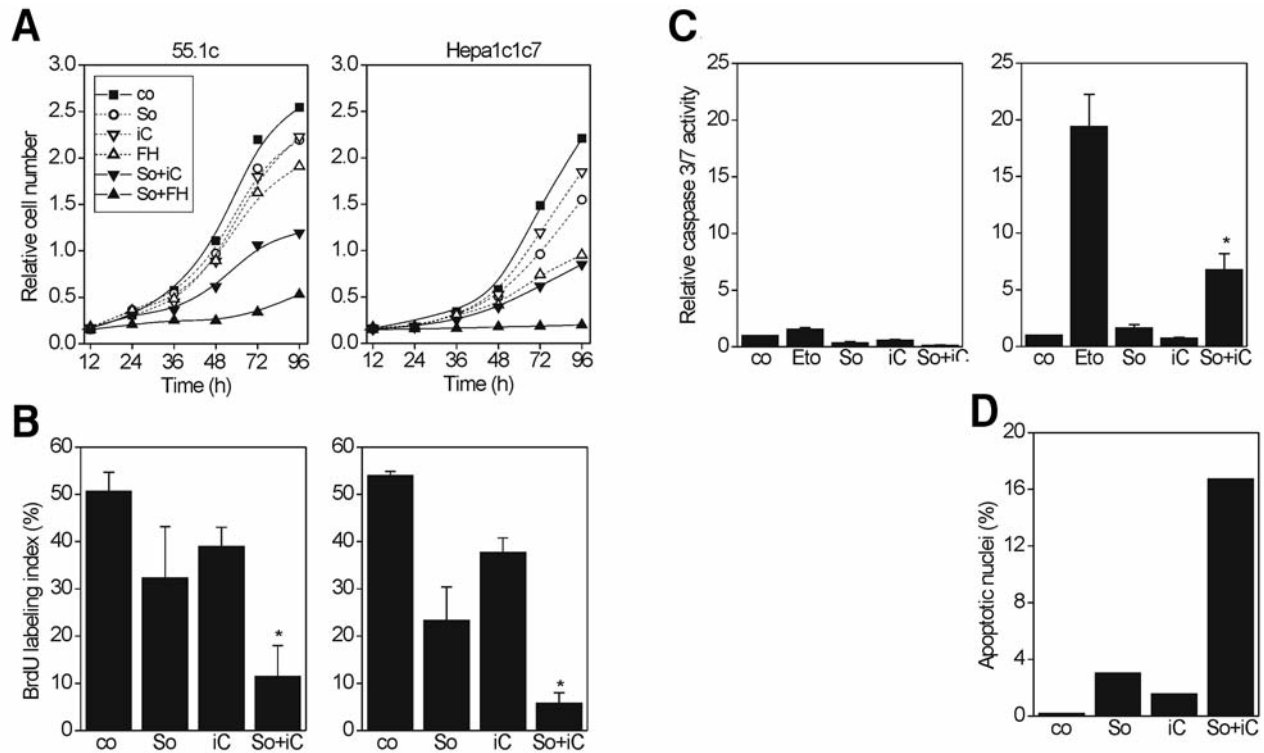 A
55.1c
Hepa1c1c7
Relative cell number
3.0
2.5
2.0
1.5
1.0
0.5
0.0
co
So
iC
FH
So+iC
So+FH
12 24 36 48 72 96
Time (h)
3.0
2.5
2.0
1.5
1.0
0.5
0.0
12 24 36 48 72 96
Time (h)
B
BrdU labeling index (%)
60
50
40
30
20
10
0
*
co So iC So+iC
60
50
40
30
20
10
0
*
co So iC So+iC
C
Relative caspase 3/7 activity
25
20
15
10
5
0
co Eto So iC So+iC
25
20
15
10
5
0
*
co Eto So iC So+iC
D
Apoptotic nuclei (%)
20
16
12
8
4
0
co So iC So+iC